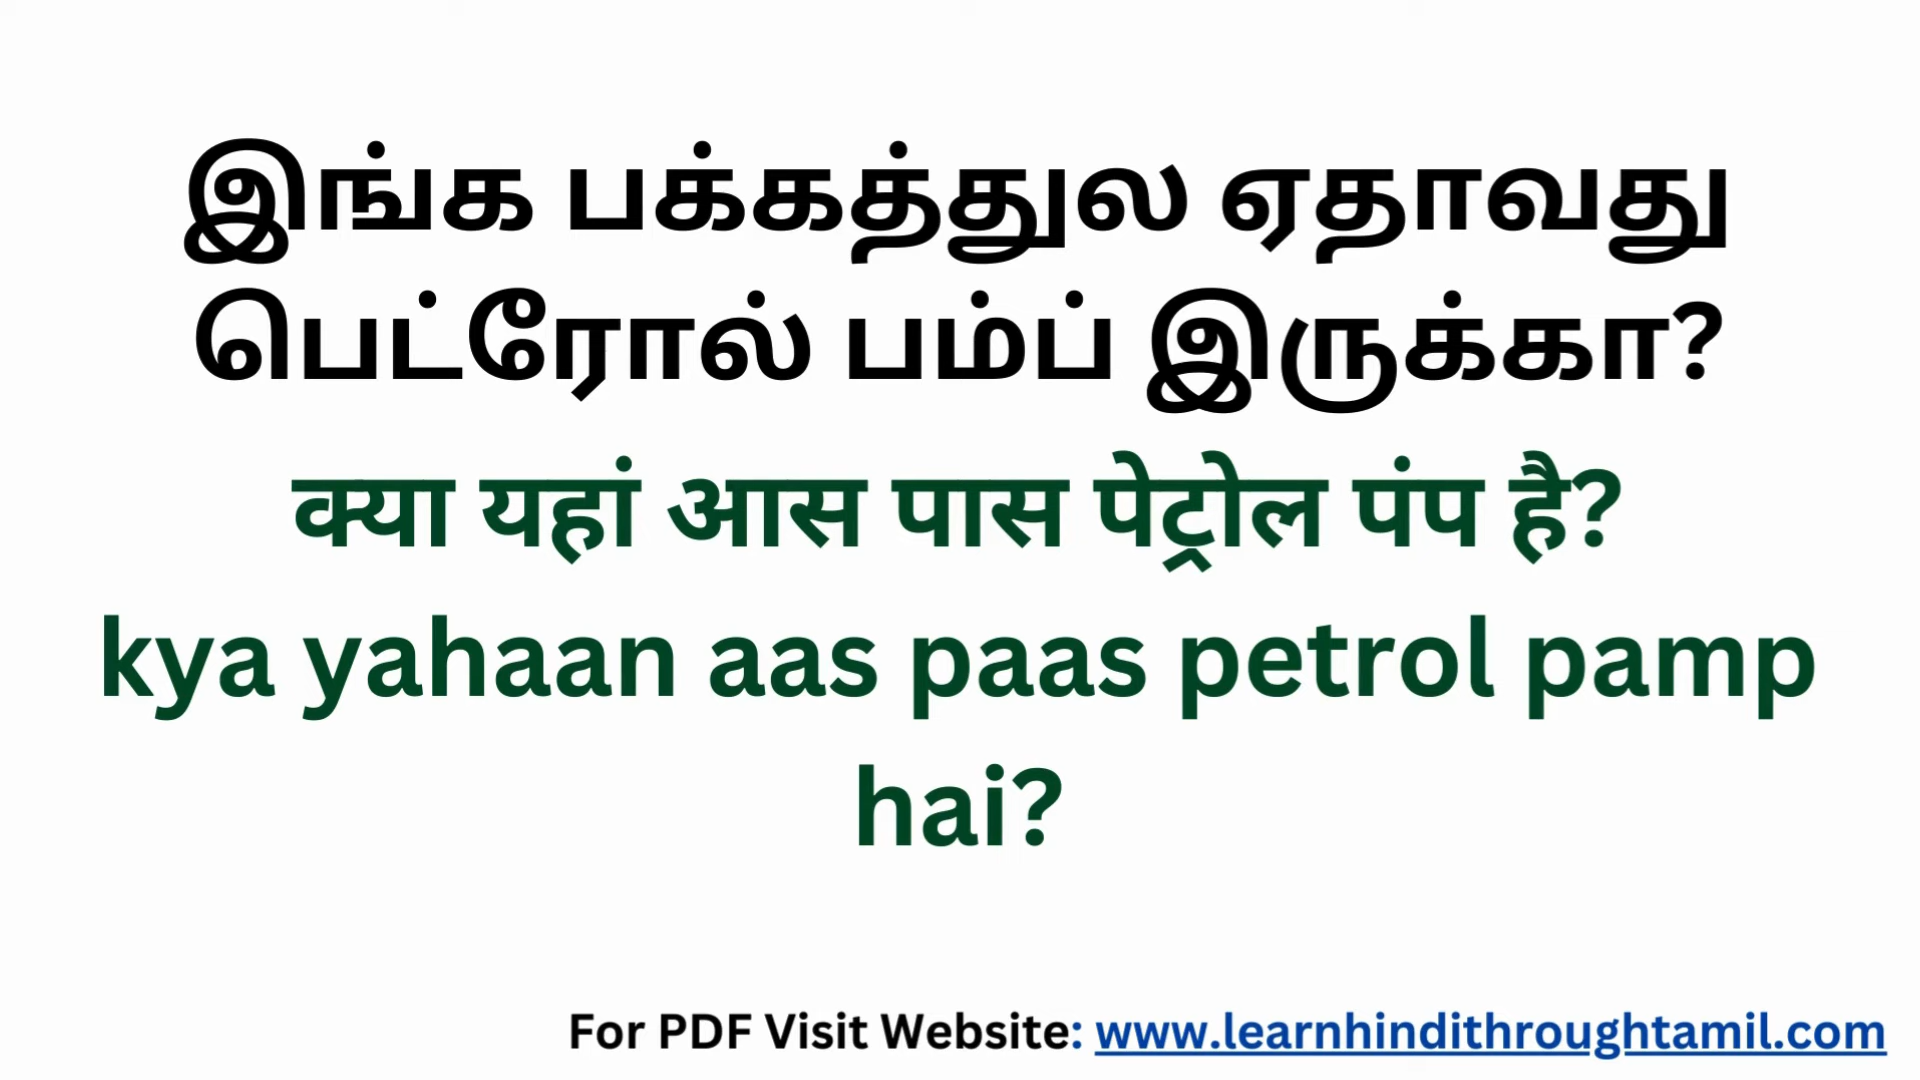 இங்க பக்கத்துல ஏதாவது
பெட்ரோல் பம்ப் இருக்கா?
क्या यहां आस पास पेट्रोल पंप है?
kya yahaan aas paas petrol pamp
hai?
For PDF Visit Website: www.learnhindithroughtamil.com